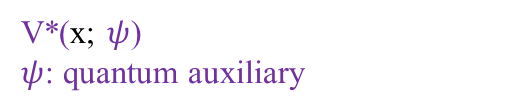 V*(x; ψ)
ψ: quantum auxiliary